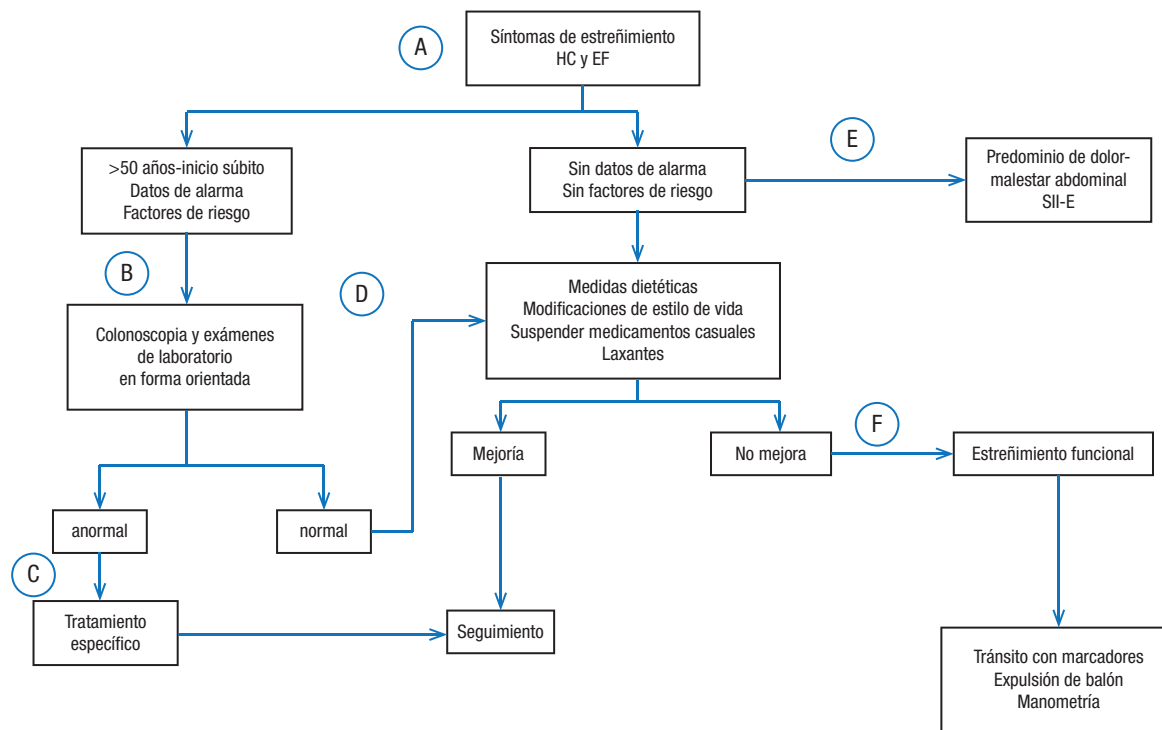 A
Síntomas de estreñimiento
HC y EF
>50 años-inicio súbito
Datos de alarma
Factores de riesgo
Sin datos de alarma
Sin factores de riesgo
E
Predominio de dolor-
malestar abdominal
SII-E
B
Colonoscopia y exámenes
de laboratorio
en forma orientada
D
Medidas dietéticas
Modificaciones de estilo de vida
Suspender medicamentos casuales
Laxantes
Mejoría
No mejora
F
Estreñimiento funcional
anormal
normal
C
Tratamiento
específico
Seguimiento
Tránsito con marcadores
Expulsión de balón
Manometría